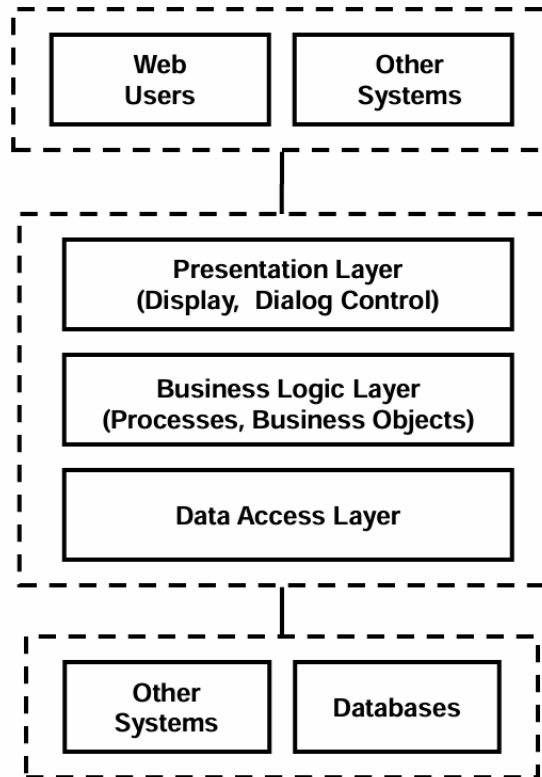 Web
Users
Other
Systems
Presentation Layer
(Display, Dialog Control)
Business Logic Layer
(Processes, Business Objects)
Data Access Layer
Other
Systems
Databases